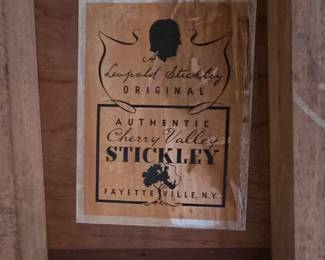 A
Leopold Stickley
ORIGINAL
AUTHENTIC
Cherry Valley
STICKLEY
FAYETTEVILLE, N.Y.